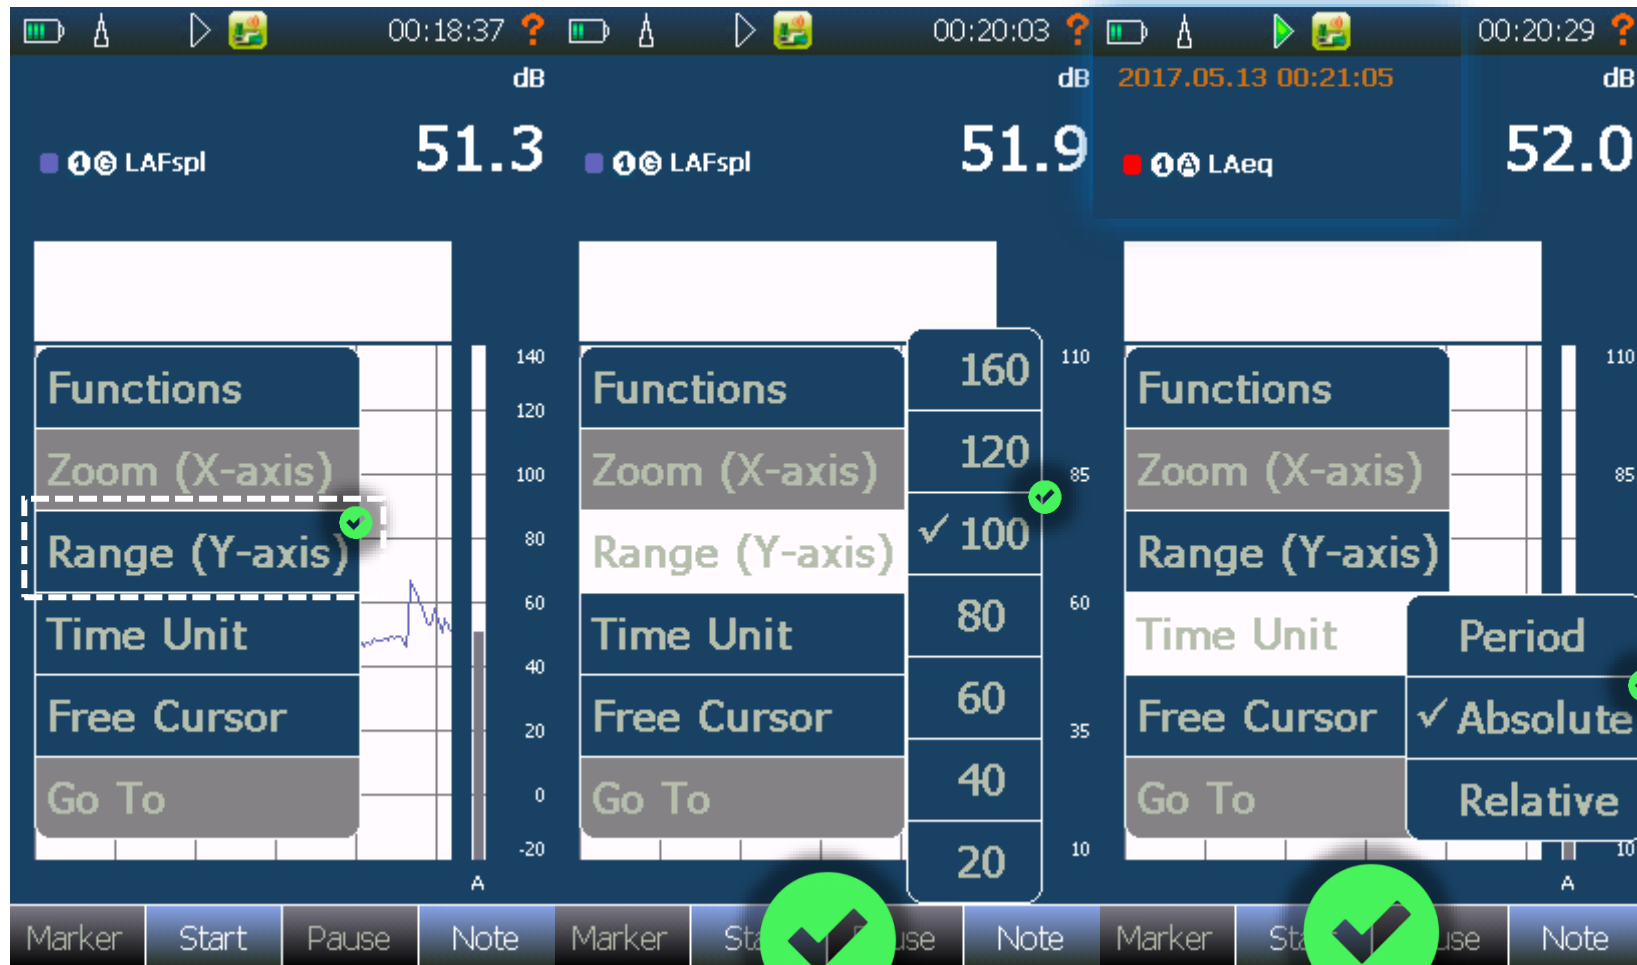 00:18:37 ?
dB
51.3
1 G LAFspl
140
120
100
80
60
40
20
0
-20
A
Functions
Zoom (X-axis)
Range (Y-axis)
Time Unit
Free Cursor
Go To
Marker Start Pause Note
00:20:03 ?
dB
51.9
1 G LAFspl
110
85
60
35
10
Functions
Zoom (X-axis)
Range (Y-axis)
Time Unit
Free Cursor
Go To
160
120
✓ 100
80
60
40
20
Marker Note
00:20:29 ?
2017.05.13 00:21:05 dB
52.0
1 A LAeq
110
85
10
A
Functions
Zoom (X-axis)
Range (Y-axis)
Time Unit
Free Cursor
Go To
Period
✓ Absolute
Relative
Marker Note